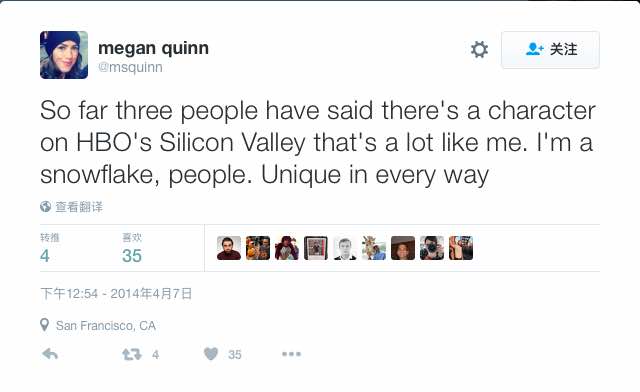 megan quinn
@msquinn
关注
So far three people have said there's a character
on HBO's Silicon Valley that's a lot like me. I'm a
snowflake, people. Unique in every way
查看翻译
转推 喜欢
4 35
下午12:54 - 2014年4月7日
San Francisco, CA
4 35